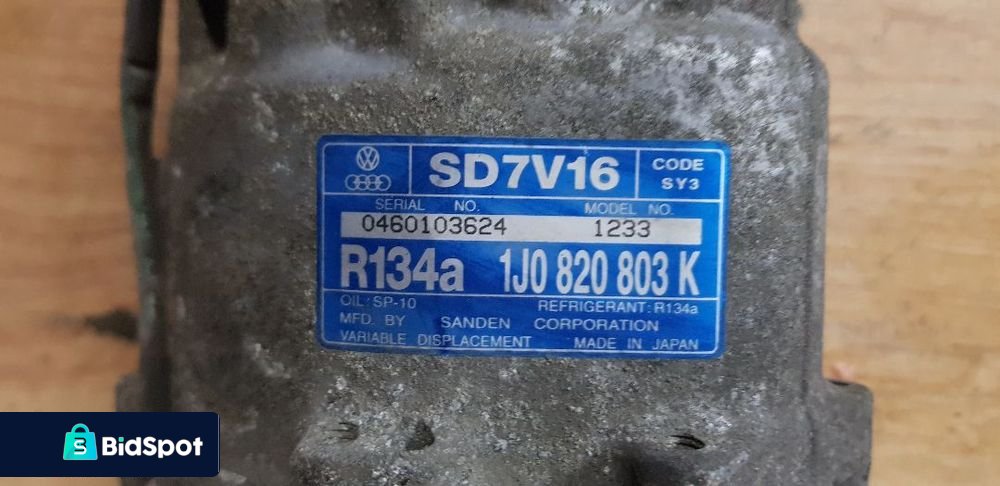 SD7V16
CODE
SY3
SERIAL NO. MODEL NO.
0460103624 1233
R134a 1J0 820 803 K
OIL: SP-10 REFRIGERANT: R134a
MFD. BY SANDEN CORPORATION
VARIABLE DISPLACEMENT MADE IN JAPAN
S BidSpot